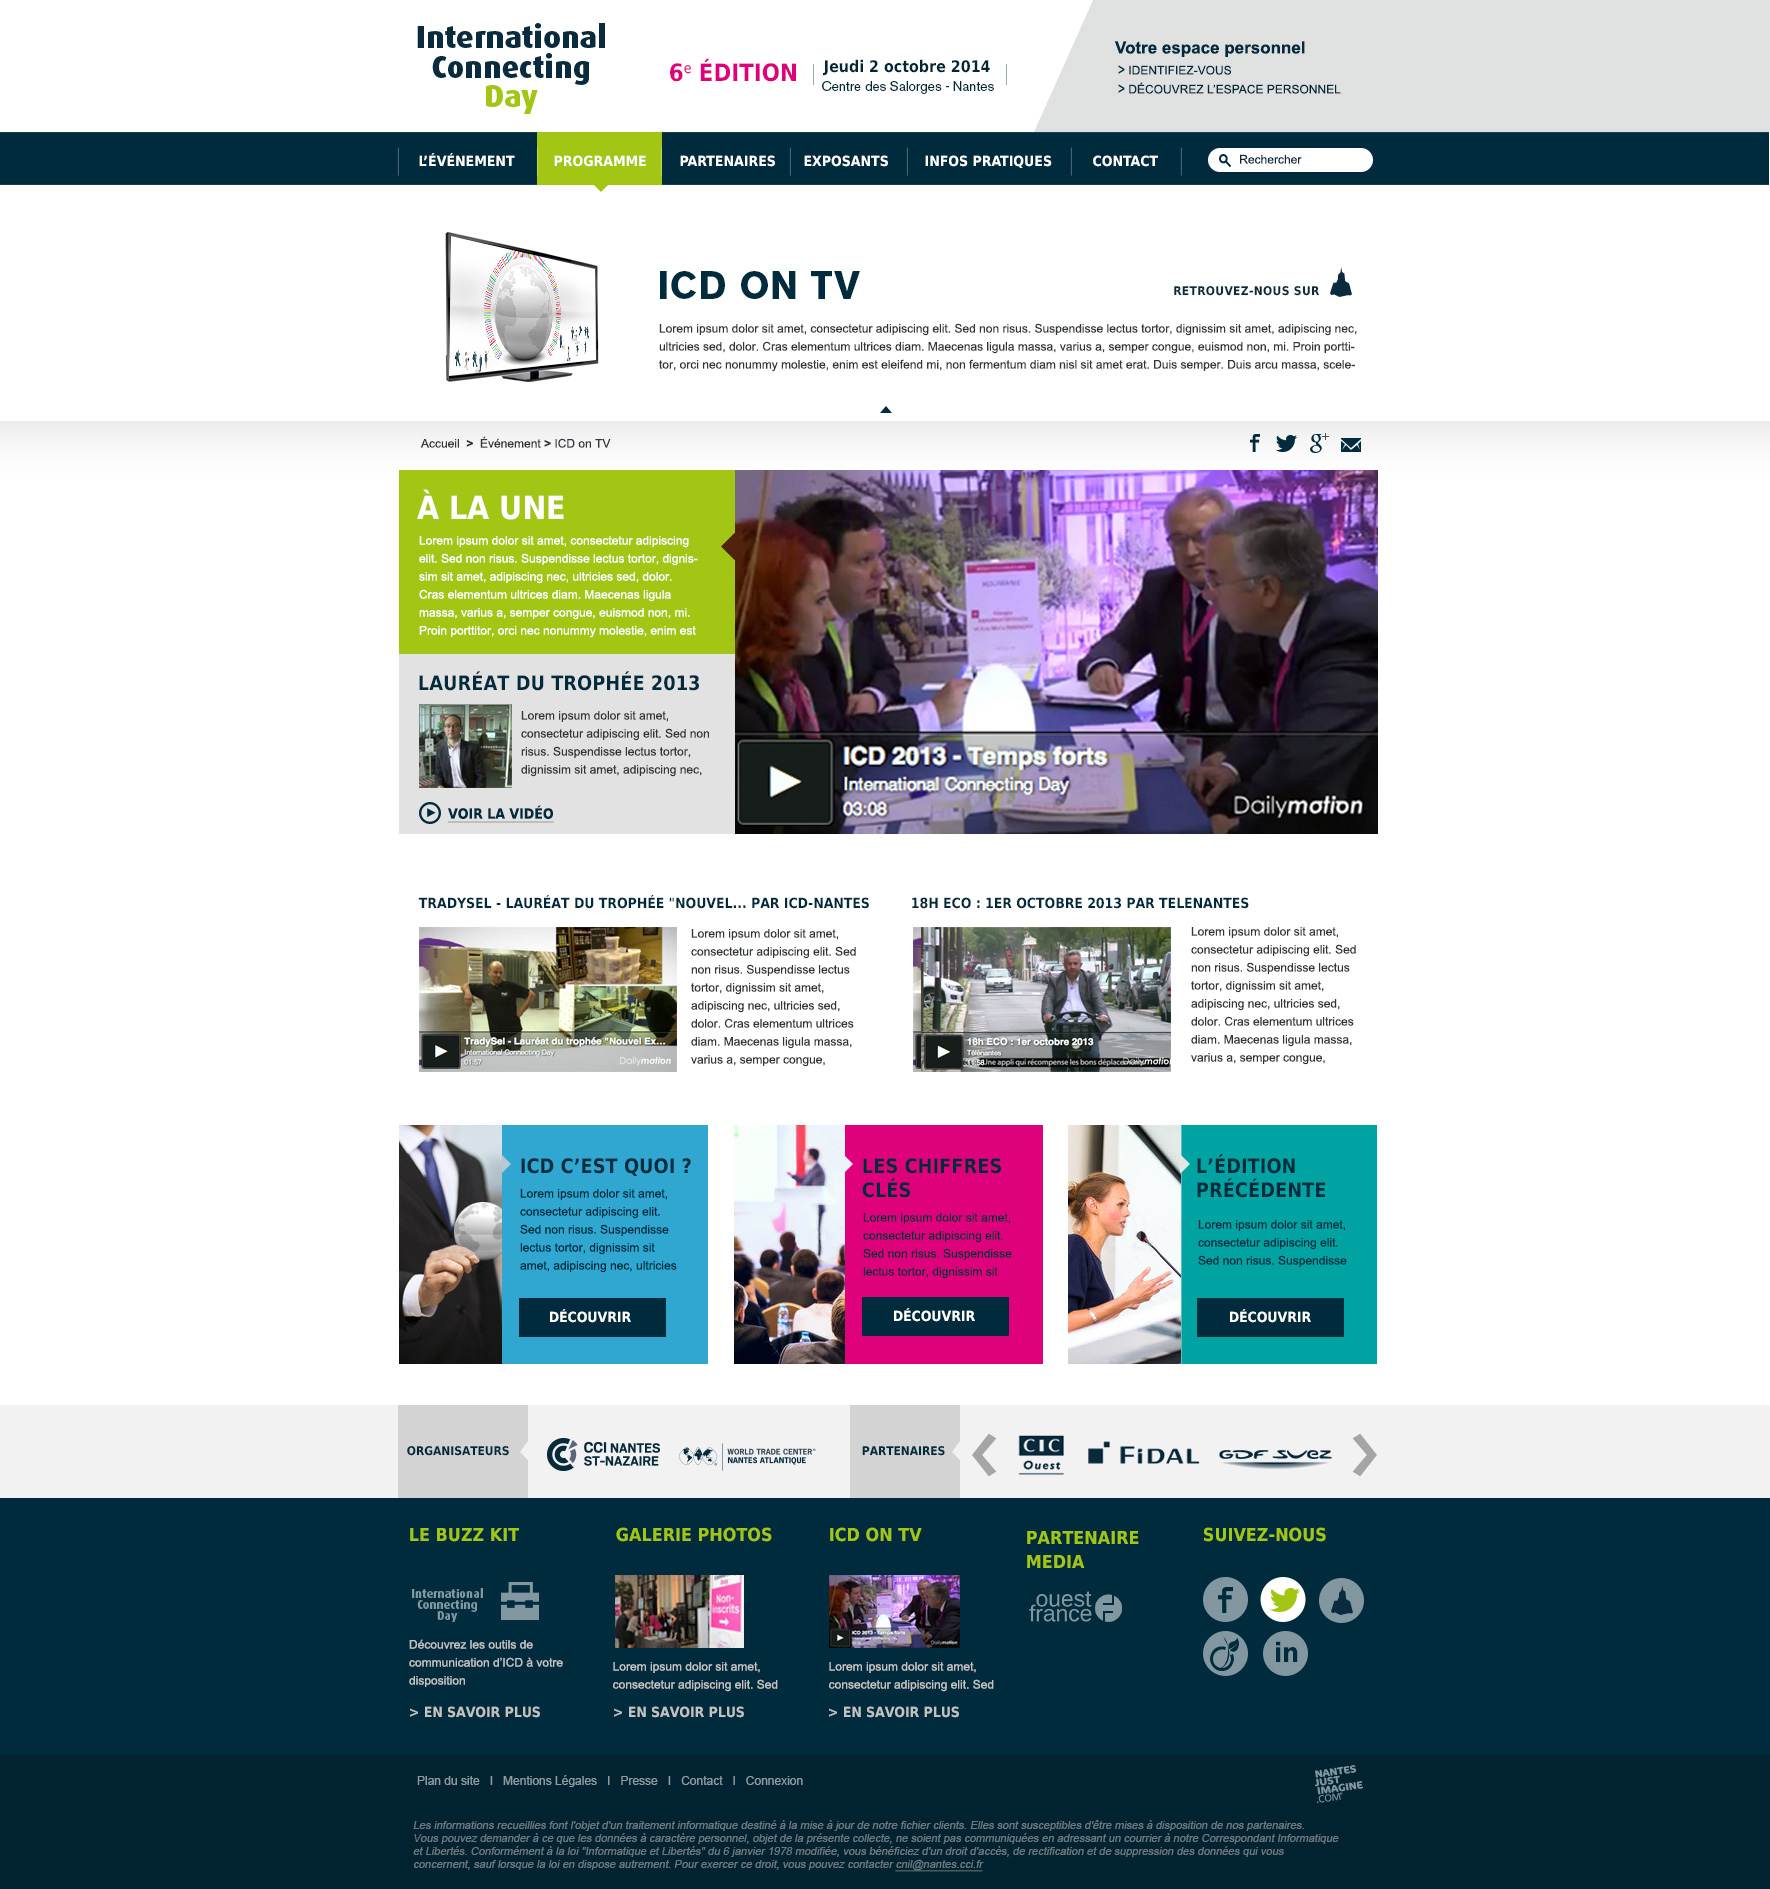 International
Connecting
Day
6e ÉDITION
Jeudi 2 octobre 2014
Centre des Salorges - Nantes
Votre espace personnel
> IDENTIFIEZ-VOUS
> DÉCOUVREZ L'ESPACE PERSONNEL
L'ÉVÉNEMENT PROGRAMME PARTENAIRES EXPOSANTS INFOS PRATIQUES CONTACT Rechercher
ICD ON TV
RETROUVEZ-NOUS SUR
Lorem ipsum dolor sit amet, consectetur adipiscing elit. Sed non risus. Suspendisse lectus tortor, dignissim sit amet, adipiscing nec,
ultricies sed, dolor. Cras elementum ultrices diam. Maecenas ligula massa, varius a, semper congue, euismod non, mi. Proin portti-
tor, orci nec nonummy molestie, enim est eleifend mi, non fermentum diam nisl sit amet erat. Duis semper. Duis arcu massa, scele-
Accueil > Événement > ICD on TV
À LA UNE
Lorem ipsum dolor sit amet, consectetur adipiscing
elit. Sed non risus. Suspendisse lectus tortor, dignis-
sim sit amet, adipiscing nec, ultricies sed, dolor.
Cras elementum ultrices diam. Maecenas ligula
massa, varius a, semper congue, euismod non, mi.
Proin porttitor, orci nec nonummy molestie, enim est
LAURÉAT DU TROPHÉE 2013
Lorem ipsum dolor sit amet,
consectetur adipiscing elit. Sed non
risus. Suspendisse lectus tortor,
dignissim sit amet, adipiscing nec,
VOIR LA VIDÉO
ICD 2013 - Temps forts
International Connecting Day
03:08
Dailymotion
TRADYSEL - LAURÉAT DU TROPHÉE "NOUVEL... PAR ICD-NANTES
TradySel - Lauréat du trophée "Nouvel Ex...
International Connecting Day
01:57
Dailymotion
Lorem ipsum dolor sit amet,
consectetur adipiscing elit. Sed
non risus. Suspendisse lectus
tortor, dignissim sit amet,
adipiscing nec, ultricies sed,
dolor. Cras elementum ultrices
diam. Maecenas ligula massa,
varius a, semper congue,
18H ECO : 1ER OCTOBRE 2013 PAR TELENANTES
18h ECO : 1er octobre 2013
Télénantes
11:58 Une appli qui récompense les bons déplacements
Dailymotion
Lorem ipsum dolor sit amet,
consectetur adipiscing elit. Sed
non risus. Suspendisse lectus
tortor, dignissim sit amet,
adipiscing nec, ultricies sed,
dolor. Cras elementum ultrices
diam. Maecenas ligula massa,
varius a, semper congue,
ICD C'EST QUOI ?
Lorem ipsum dolor sit amet,
consectetur adipiscing elit.
Sed non risus. Suspendisse
lectus tortor, dignissim sit
amet, adipiscing nec, ultricies
DÉCOUVRIR
LES CHIFFRES
CLÉS
Lorem ipsum dolor sit amet,
consectetur adipiscing elit.
Sed non risus. Suspendisse
lectus tortor, dignissim sit
DÉCOUVRIR
L'ÉDITION
PRÉCÉDENTE
Lorem ipsum dolor sit amet,
consectetur adipiscing elit.
Sed non risus. Suspendisse
DÉCOUVRIR
ORGANISATEURS
CCI NANTES
ST-NAZAIRE
WORLD TRADE CENTER
NANTES ATLANTIQUE
PARTENAIRES
CIC
Ouest
FIDAL
GDF SUEZ
LE BUZZ KIT
International
Connecting
Day
Découvrez les outils de
communication d'ICD à votre
disposition
> EN SAVOIR PLUS
GALERIE PHOTOS
Non-
inscrits
Lorem ipsum dolor sit amet,
consectetur adipiscing elit. Sed
> EN SAVOIR PLUS
ICD ON TV
ICD 2013 - Temps forts
Dailymotion
Lorem ipsum dolor sit amet,
consectetur adipiscing elit. Sed
> EN SAVOIR PLUS
PARTENAIRE
MEDIA
ouest
france
SUIVEZ-NOUS
Plan du site I Mentions Légales I Presse I Contact I Connexion
NANTES
JUST
IMAGINE
.COM
Les informations recueillies font l'objet d'un traitement informatique destiné à la mise à jour de notre fichier clients. Elles sont susceptibles d'être mises à disposition de nos partenaires.
Vous pouvez demander à ce que les données à caractère personnel, objet de la présente collecte, ne soient pas communiquées en adressant un courrier à notre Correspondant Informatique
et Libertés. Conformément à la loi "Informatique et Libertés" du 6 janvier 1978 modifiée, vous bénéficiez d'un droit d'accès, de rectification et de suppression des données qui vous
concernent, sauf lorsque la loi en dispose autrement. Pour exercer ce droit, vous pouvez contacter cnil@nantes.cci.fr